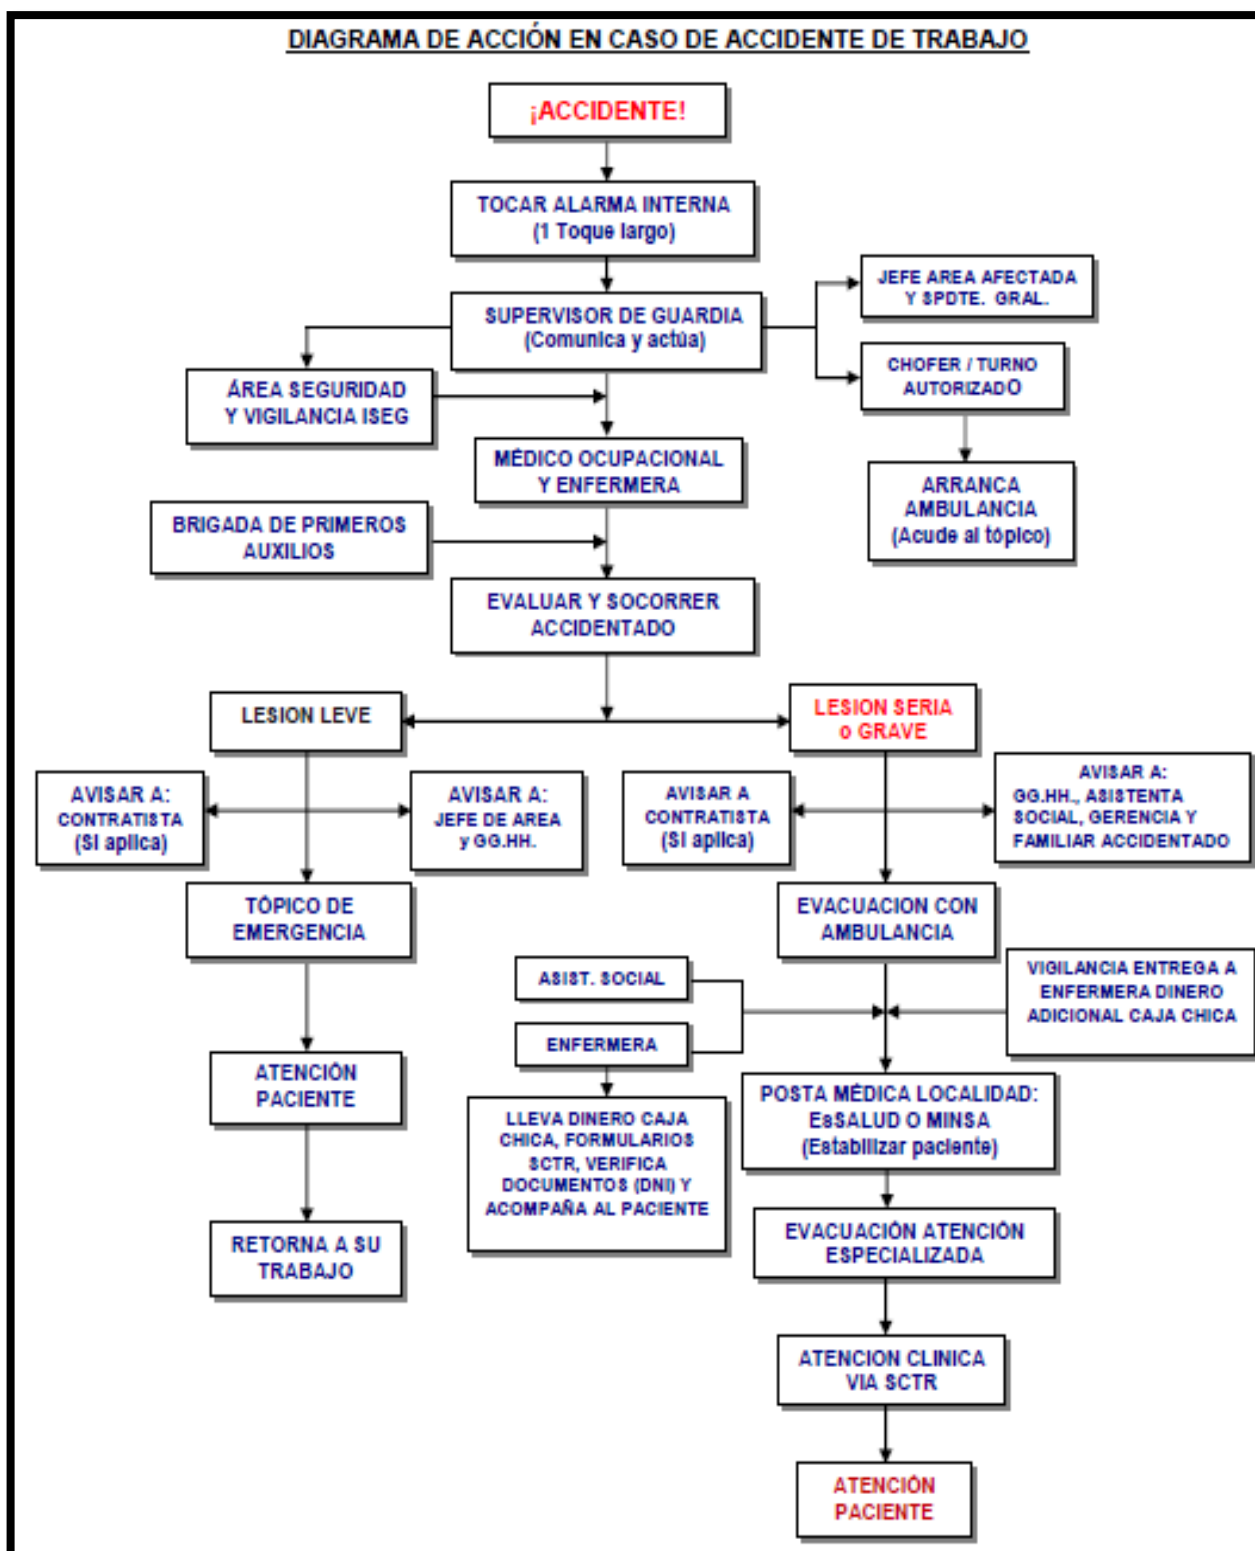 DIAGRAMA DE ACCIÓN EN CASO DE ACCIDENTE DE TRABAJO
¡ACCIDENTE!
TOCAR ALARMA INTERNA
(1 Toque largo)
SUPERVISOR DE GUARDIA
(Comunica y actúa)
JEFE AREA AFECTADA
Y SPDTE. GRAL.
CHOFER / TURNO
AUTORIZADO
ÁREA SEGURIDAD
Y VIGILANCIA ISEG
MÉDICO OCUPACIONAL
Y ENFERMERA
ARRANCA
AMBULANCIA
(Acude al tópico)
BRIGADA DE PRIMEROS
AUXILIOS
EVALUAR Y SOCORRER
ACCIDENTADO
LESION LEVE
LESION SERIA
o GRAVE
AVISAR A:
CONTRATISTA
(Si aplica)
AVISAR A:
JEFE DE AREA
y GG.HH.
AVISAR A
CONTRATISTA
(Si aplica)
AVISAR A:
GG.HH., ASISTENTA
SOCIAL, GERENCIA Y
FAMILIAR ACCIDENTADO
TÓPICO DE
EMERGENCIA
EVACUACION CON
AMBULANCIA
ASIST. SOCIAL
ENFERMERA
VIGILANCIA ENTREGA A
ENFERMERA DINERO
ADICIONAL CAJA CHICA
ATENCIÓN
PACIENTE
LLEVA DINERO CAJA
CHICA, FORMULARIOS
SCTR, VERIFICA
DOCUMENTOS (DNI) Y
ACOMPAÑA AL PACIENTE
POSTA MÉDICA LOCALIDAD:
EsSALUD O MINSA
(Estabilizar paciente)
RETORNA A SU
TRABAJO
EVACUACIÓN ATENCIÓN
ESPECIALIZADA
ATENCION CLINICA
VIA SCTR
ATENCIÓN
PACIENTE